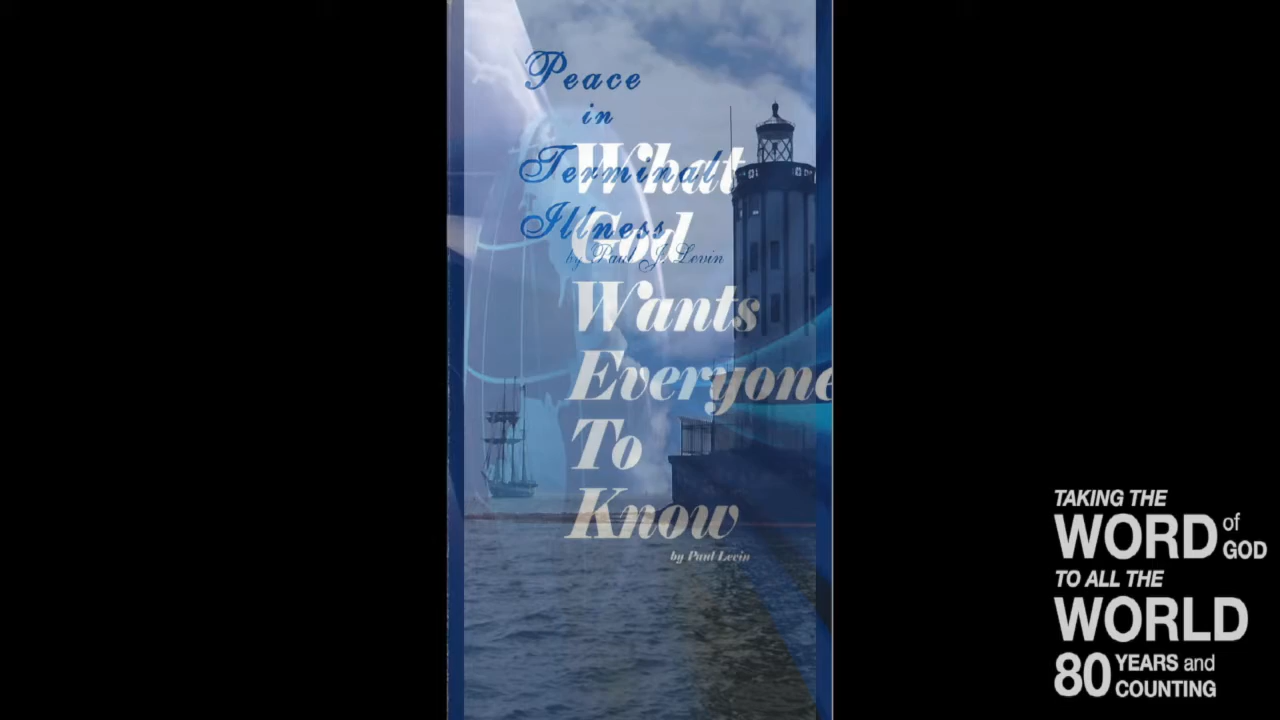 Peace
in
Terminal
Illness
by Paul J. Levin
What
God
Wants
Everyone
To
Know
by Paul Levin
TAKING THE
WORD of GOD
TO ALL THE
WORLD
80 YEARS and COUNTING